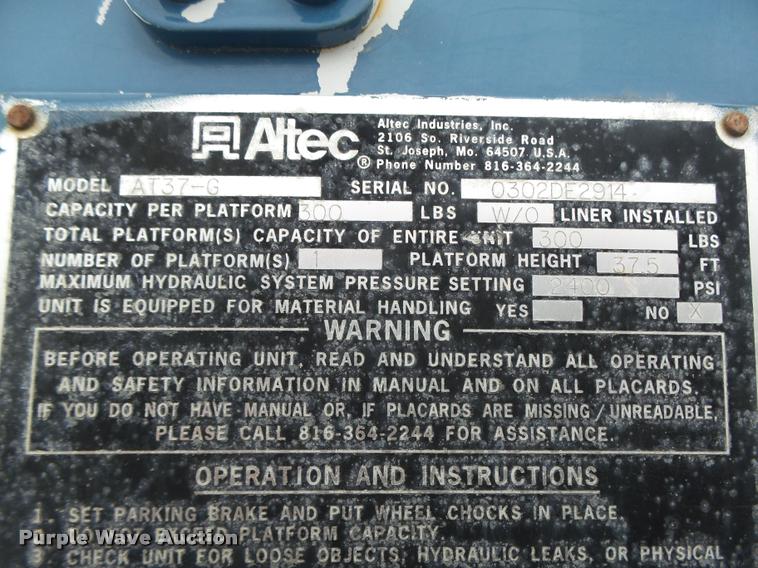 Altec
®
Altec Industries, Inc.
2106 So. Riverside Road
St. Joseph, Mo. 64507 U.S.A.
Phone Number 816-364-2244
MODEL AT37-G SERIAL NO. 0302DF2914
CAPACITY PER PLATFORM 300 LBS W/O LINER INSTALLED
TOTAL PLATFORM(S) CAPACITY OF ENTIRE UNIT 300 LBS
NUMBER OF PLATFORM(S) 1 PLATFORM HEIGHT 37.5 FT
MAXIMUM HYDRAULIC SYSTEM PRESSURE SETTING 2400 PSI
UNIT IS EQUIPPED FOR MATERIAL HANDLING YES NO X
WARNING
BEFORE OPERATING UNIT, READ AND UNDERSTAND ALL OPERATING
AND SAFETY INFORMATION IN MANUAL AND ON ALL PLACARDS.
IF YOU DO NOT HAVE MANUAL OR, IF PLACARDS ARE MISSING/UNREADABLE,
PLEASE CALL 816-364-2244 FOR ASSISTANCE.
OPERATION AND INSTRUCTIONS
1. SET PARKING BRAKE AND PUT WHEEL CHOCKS IN PLACE.
2. DO NOT EXCEED PLATFORM CAPACITY.
3. CHECK UNIT FOR LOOSE OBJECTS, HYDRAULIC LEAKS, OR PHYSICAL
Purple Wave Auction